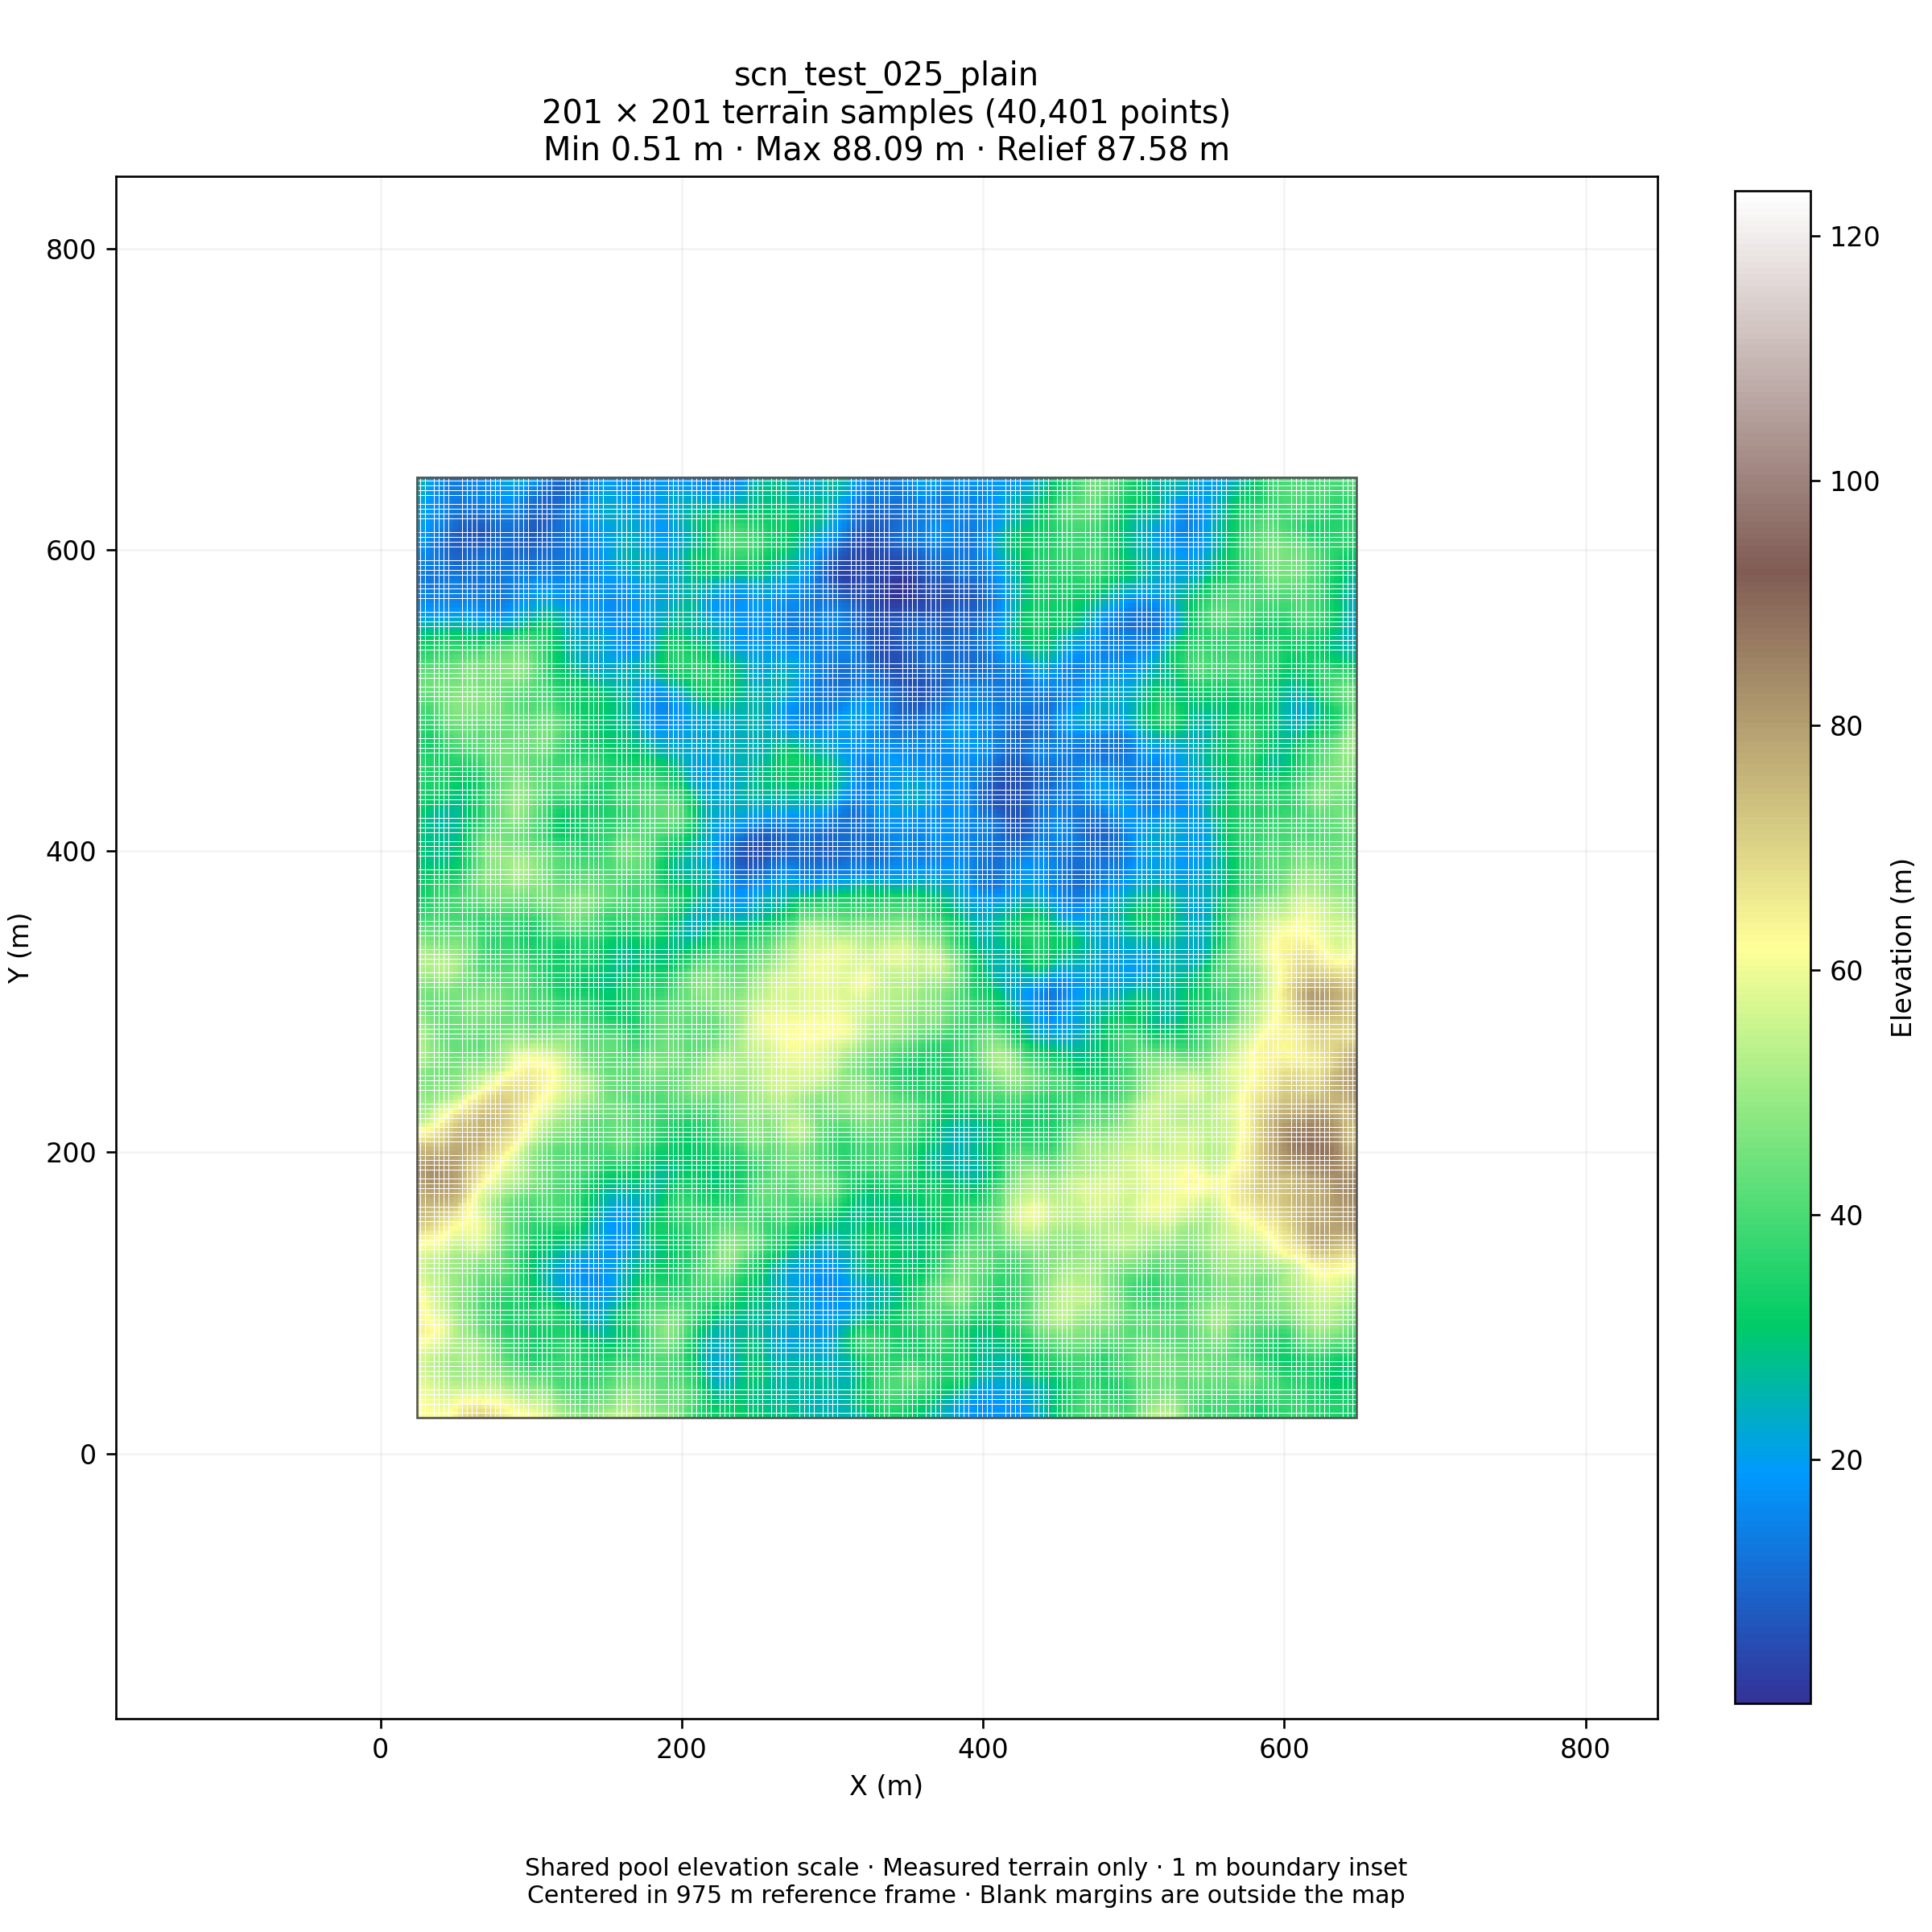 scn_test_025_plain
201 × 201 terrain samples (40,401 points)
Min 0.51 m · Max 88.09 m · Relief 87.58 m
800
600
400
200
0
Y (m)
0 200 400 600 800
X (m)
120
100
80
60
40
20
Elevation (m)
Shared pool elevation scale · Measured terrain only · 1 m boundary inset
Centered in 975 m reference frame · Blank margins are outside the map